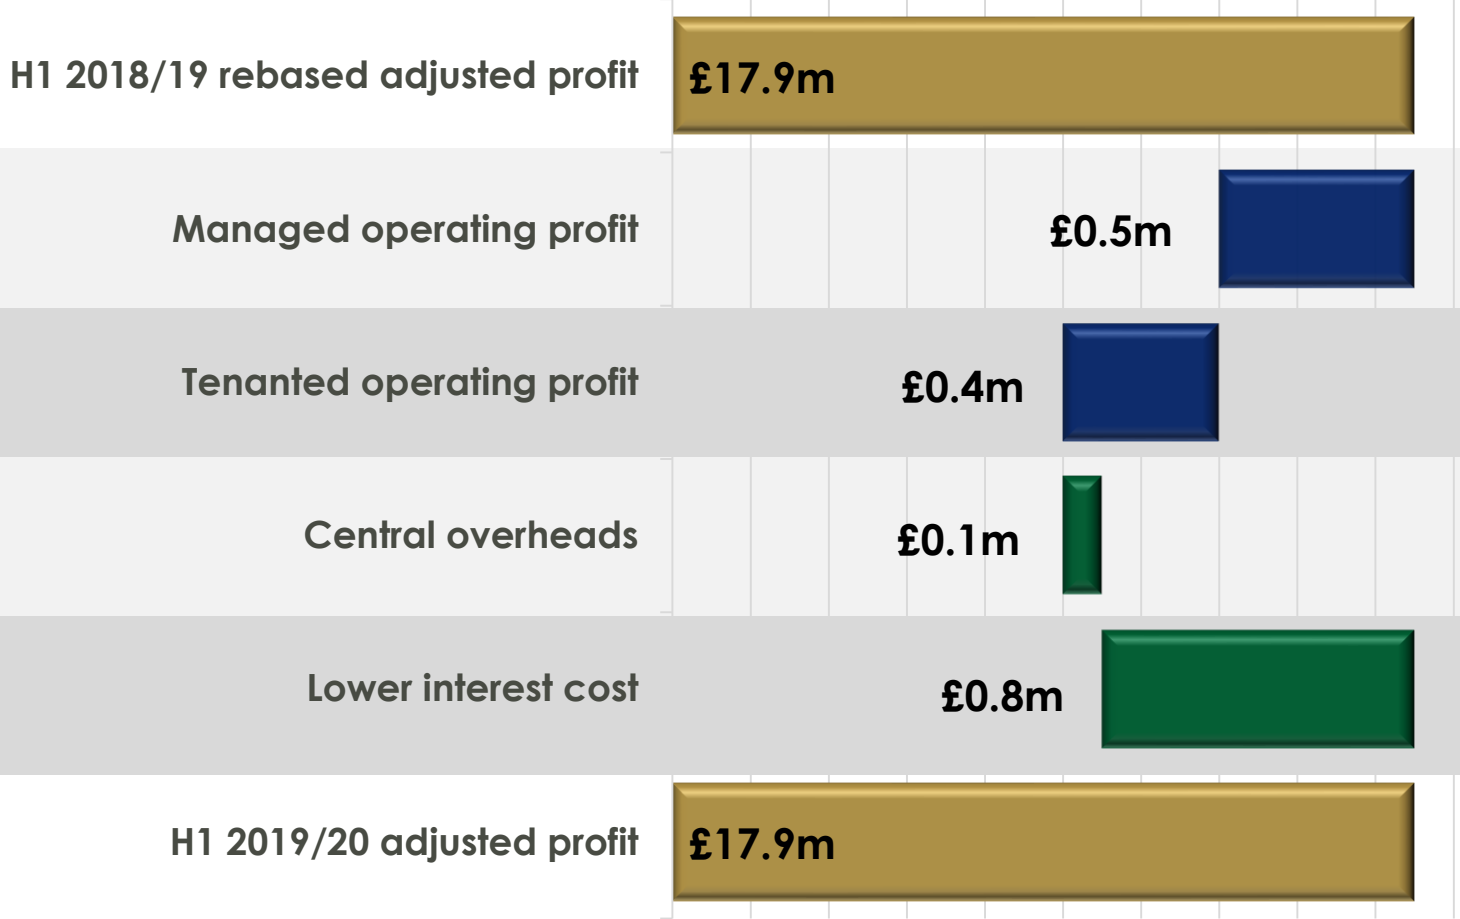 H1 2018/19 rebased adjusted profit £17.9m
Managed operating profit £0.5m
Tenanted operating profit £0.4m
Central overheads £0.1m
Lower interest cost £0.8m
H1 2019/20 adjusted profit £17.9m